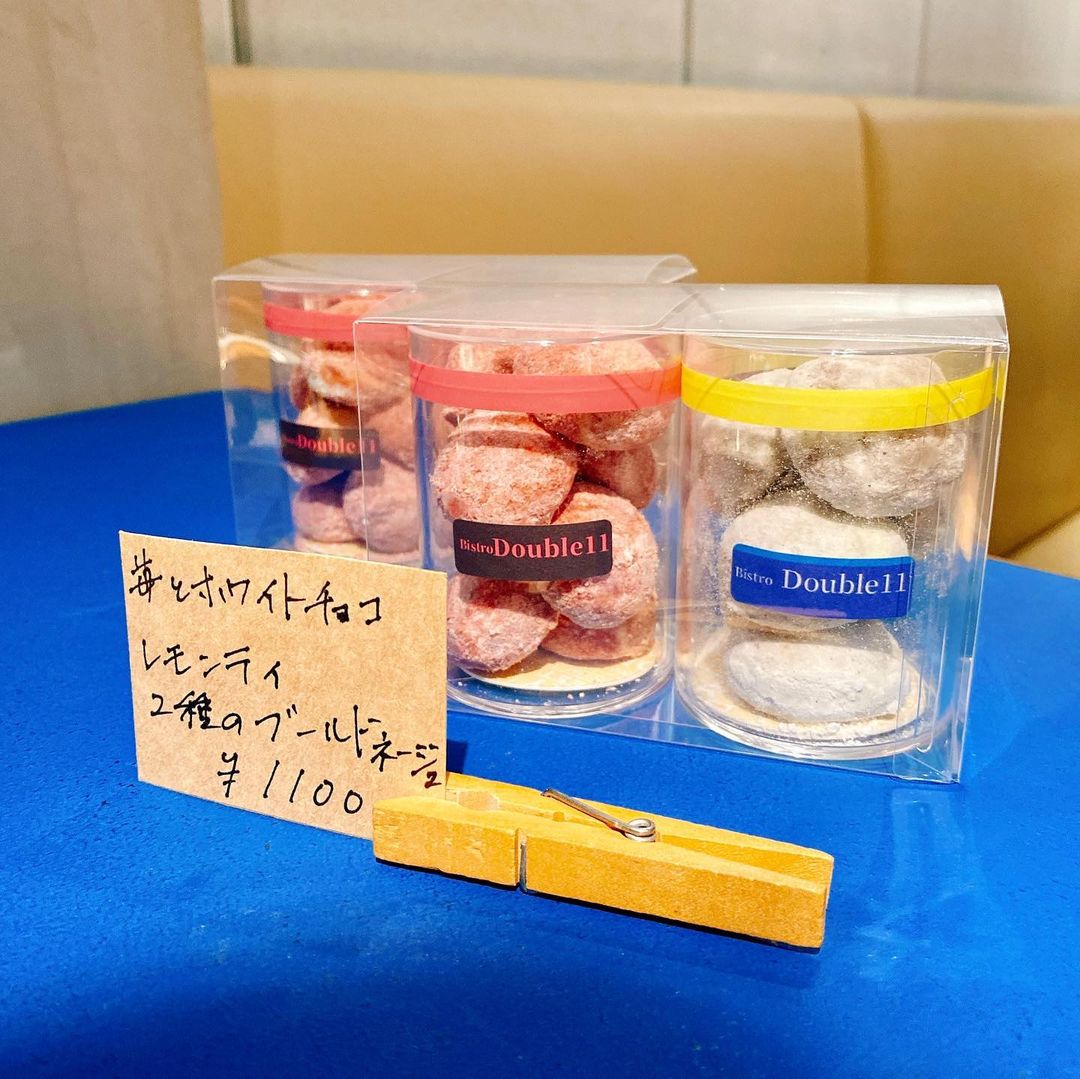 Double11
Bistro Double11
Bistro Double11
苺とホワイトチョコ
レモンティ
2種のブールドネージュ
¥1100